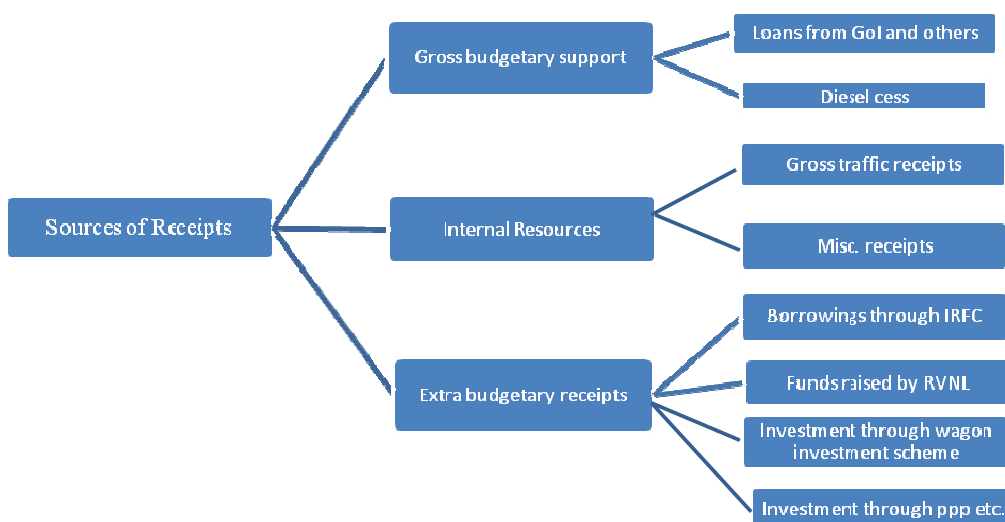 Sources of Receipts
Gross budgetary support
Loans from GoI and others
Diesel cess
Internal Resources
Gross traffic receipts
Misc. receipts
Extra budgetary receipts
Borrowings through IRFC
Funds raised by RVNL
Investment through wagon
investment scheme
Investment through ppp etc.